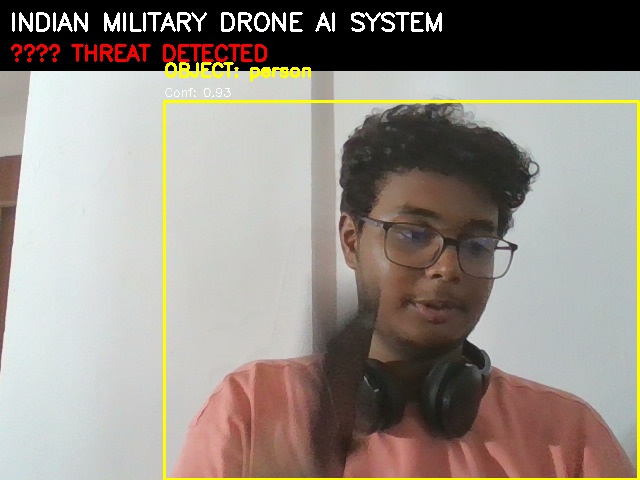 INDIAN MILITARY DRONE AI SYSTEM
???? THREAT DETECTED
OBJECT: person
Conf: 0.93